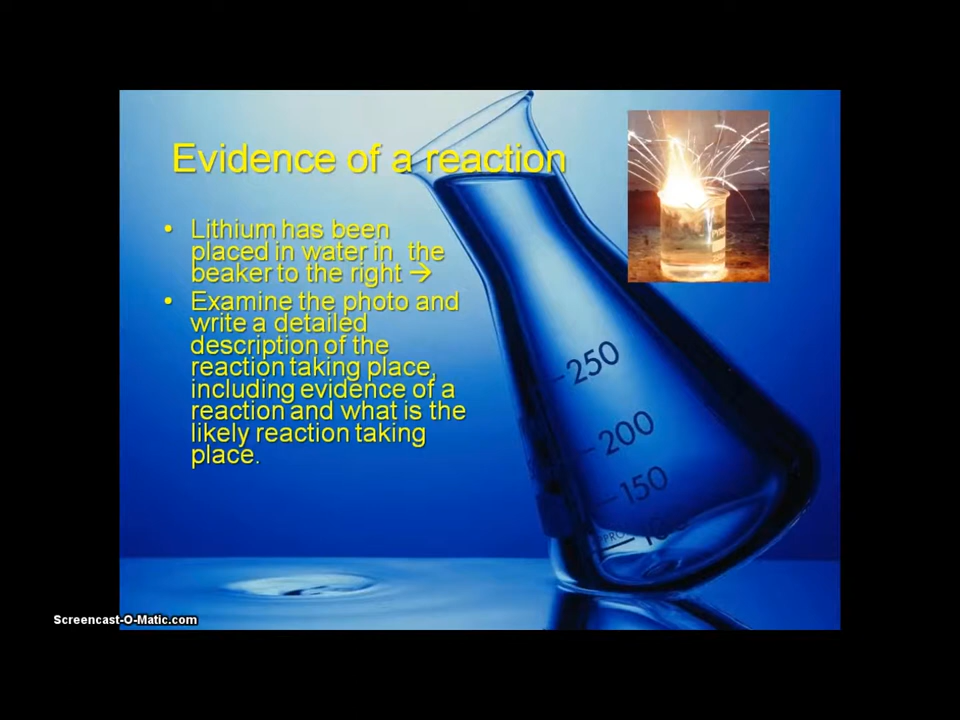 Evidence of a reaction
• Lithium has been
placed in water in the
beaker to the right →
• Examine the photo and
write a detailed
description of the
reaction taking place,
including evidence of a
reaction and what is the
likely reaction taking
place.
250
200
150
Screencast-O-Matic.com